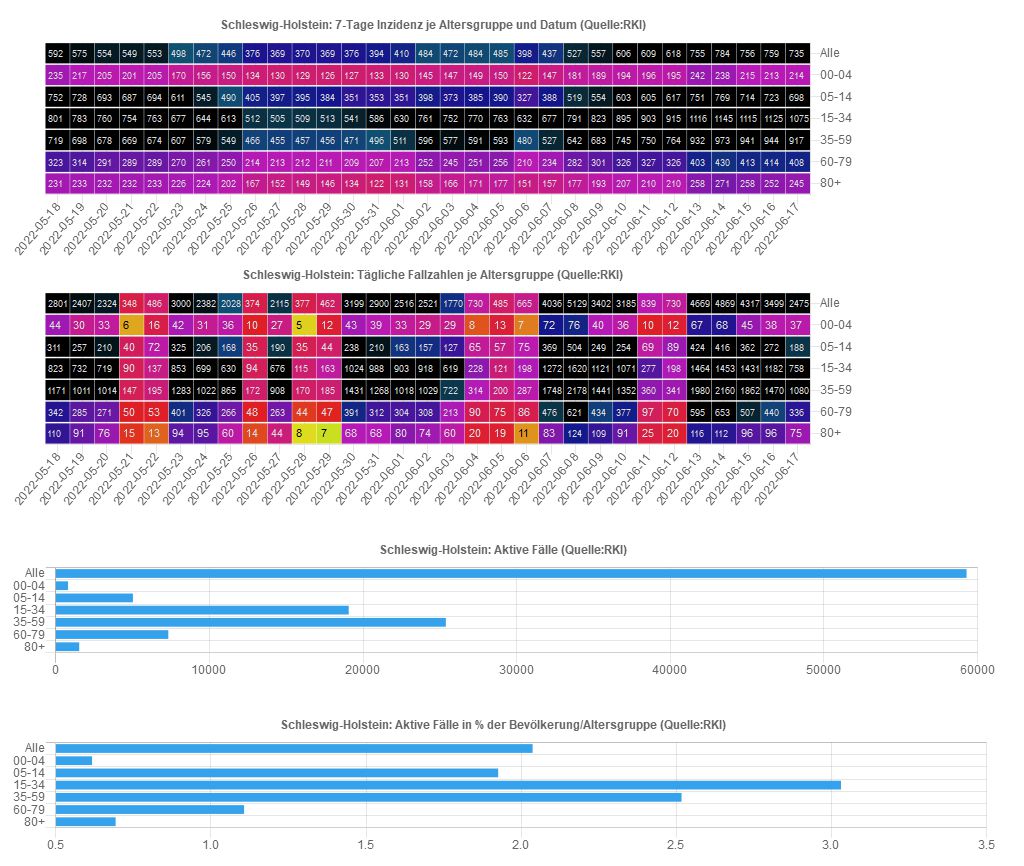 Schleswig-Holstein: 7-Tage Inzidenz je Altersgruppe und Datum (Quelle:RKI)
592 575 554 549 553 498 472 446 376 369 370 370 376 394 410 484 472 484 485 398 437 527 557 606 609 618 755 784 756 759 735 Alle
235 217 205 201 205 170 156 150 134 130 129 126 127 133 130 145 147 149 150 122 147 181 189 194 196 195 242 238 215 213 214 00-04
752 728 693 687 694 611 545 490 405 397 395 384 351 353 351 398 373 385 390 327 388 519 554 603 605 617 751 769 714 723 698 05-14
801 783 760 754 763 677 644 613 512 505 509 513 541 586 630 761 752 770 763 632 677 791 823 895 903 915 1116 1145 1115 1125 1075 15-34
719 698 678 669 674 607 579 549 466 455 457 456 471 496 511 596 577 591 593 480 527 642 683 745 750 764 932 973 941 944 917 35-59
323 314 291 289 289 270 261 250 214 213 212 211 209 207 213 252 245 251 256 210 234 282 301 326 327 326 403 430 413 414 408 60-79
231 233 232 232 233 226 224 202 167 152 149 146 134 122 131 158 166 171 177 151 157 177 193 207 210 210 258 271 258 252 245 80+
2022-05-18 2022-05-19 2022-05-20 2022-05-21 2022-05-22 2022-05-23 2022-05-24 2022-05-25 2022-05-26 2022-05-27 2022-05-28 2022-05-29 2022-05-30 2022-05-31 2022-06-01 2022-06-02 2022-06-03 2022-06-04 2022-06-05 2022-06-06 2022-06-07 2022-06-08 2022-06-09 2022-06-10 2022-06-11 2022-06-12 2022-06-13 2022-06-14 2022-06-15 2022-06-16 2022-06-17
Schleswig-Holstein: Tägliche Fallzahlen je Altersgruppe (Quelle:RKI)
2801 2407 2324 348 486 3000 2382 2028 374 2115 377 462 3199 2900 2516 2521 1770 730 485 665 4036 5129 3402 3185 839 730 4669 4869 4317 3499 2475 Alle
44 30 33 6 16 42 31 36 10 27 5 12 43 39 33 29 29 8 13 7 72 76 40 36 10 12 67 68 45 38 37 00-04
311 257 210 40 72 325 206 168 35 190 35 44 238 210 163 157 127 65 57 75 369 504 249 254 69 89 424 416 362 272 188 05-14
823 732 719 90 137 853 699 630 94 676 115 163 1024 988 903 918 619 228 121 198 1272 1620 1121 1071 277 198 1464 1453 1431 1182 758 15-34
1171 1011 1014 147 195 1283 1022 865 172 908 170 185 1431 1268 1018 1029 722 314 200 287 1748 2178 1441 1352 360 341 1980 2160 1862 1470 1080 35-59
342 285 271 50 53 401 326 266 48 263 44 47 391 312 304 308 213 90 75 86 476 621 434 377 97 70 595 653 507 440 336 60-79
110 91 76 15 13 94 95 60 14 44 8 7 68 68 80 74 60 20 19 11 83 124 109 91 25 20 116 112 96 96 75 80+
2022-05-18 2022-05-19 2022-05-20 2022-05-21 2022-05-22 2022-05-23 2022-05-24 2022-05-25 2022-05-26 2022-05-27 2022-05-28 2022-05-29 2022-05-30 2022-05-31 2022-06-01 2022-06-02 2022-06-03 2022-06-04 2022-06-05 2022-06-06 2022-06-07 2022-06-08 2022-06-09 2022-06-10 2022-06-11 2022-06-12 2022-06-13 2022-06-14 2022-06-15 2022-06-16 2022-06-17
Schleswig-Holstein: Aktive Fälle (Quelle:RKI)
Alle
00-04
05-14
15-34
35-59
60-79
80+
0 10000 20000 30000 40000 50000 60000
Schleswig-Holstein: Aktive Fälle in % der Bevölkerung/Altersgruppe (Quelle:RKI)
Alle
00-04
05-14
15-34
35-59
60-79
80+
0.5 1.0 1.5 2.0 2.5 3.0 3.5